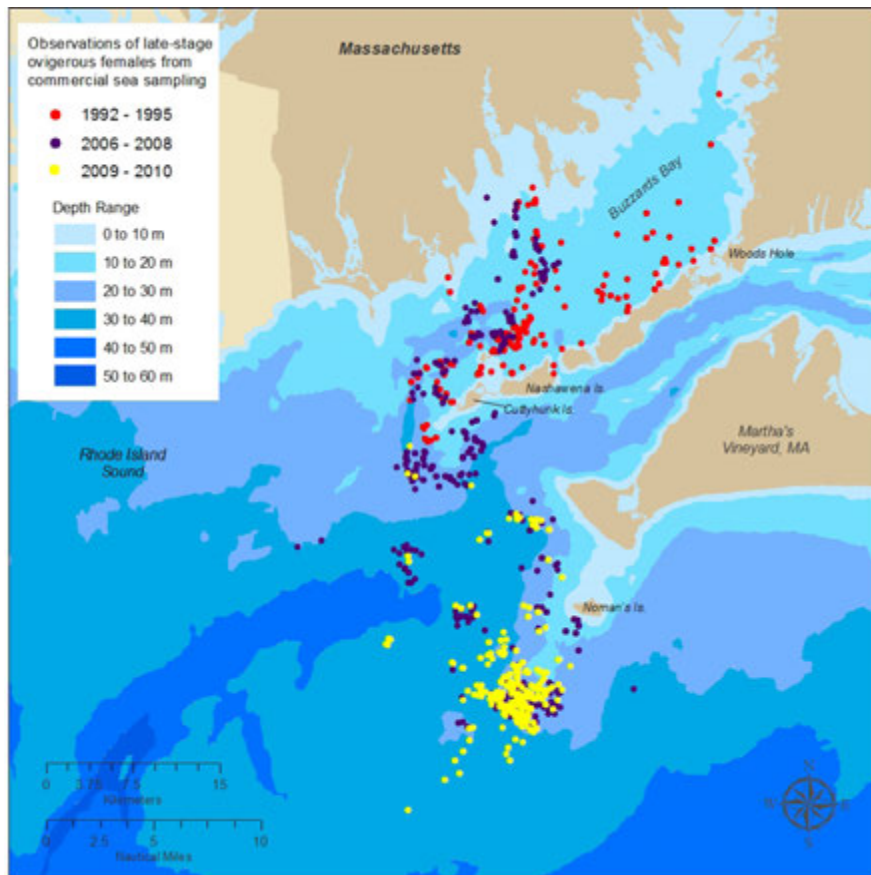 Observations of late-stage
ovigerous females from
commercial sea sampling
1992 - 1995
2006 - 2008
2009 - 2010
Depth Range
0 to 10 m
10 to 20 m
20 to 30 m
30 to 40 m
40 to 50 m
50 to 60 m
Massachusetts
Buzzards Bay
Woods Hole
Nashawena Is.
Cuttyhunk Is.
Martha's
Vineyard, MA
Rhode Island
Sound
Noman's Is.
0 3.75 7.5 15
Kilometers
0 2.5 5 10
Nautical Miles
N
W E
S